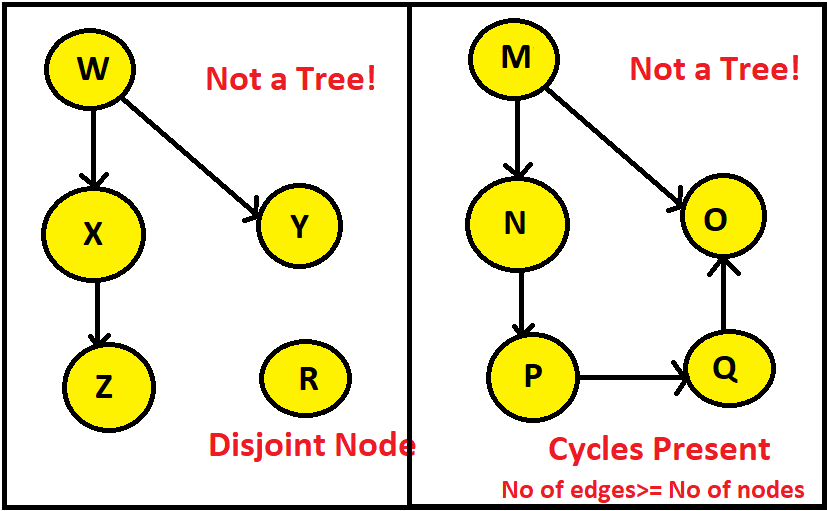 W
Not a Tree!
X
Y
Z
R
Disjoint Node
M
Not a Tree!
N
O
P
Q
Cycles Present
No of edges>= No of nodes